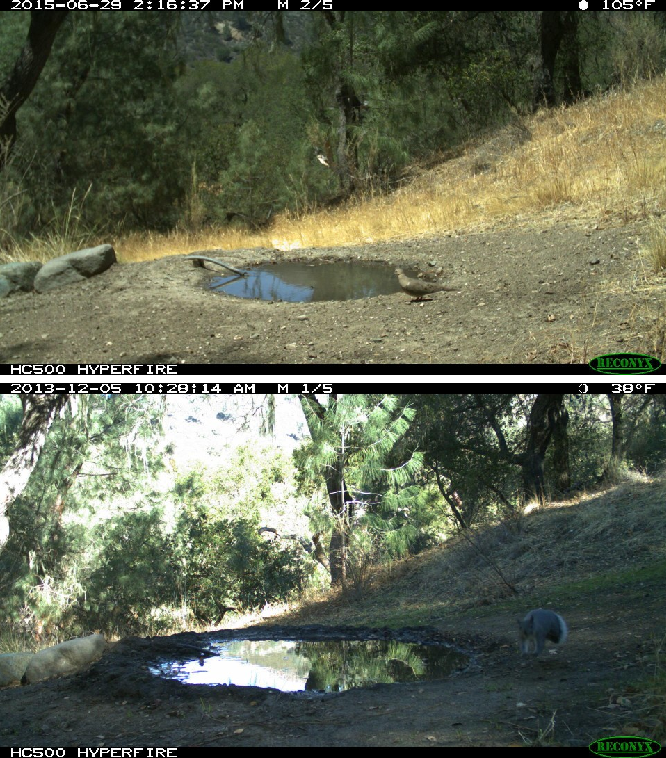 2015-06-29 2:16:37 PM M 2/5 105°F
HC500 HYPERFIRE RECONYX
2013-12-05 10:28:14 AM M 1/5 38°F
HC500 HYPERFIRE RECONYX